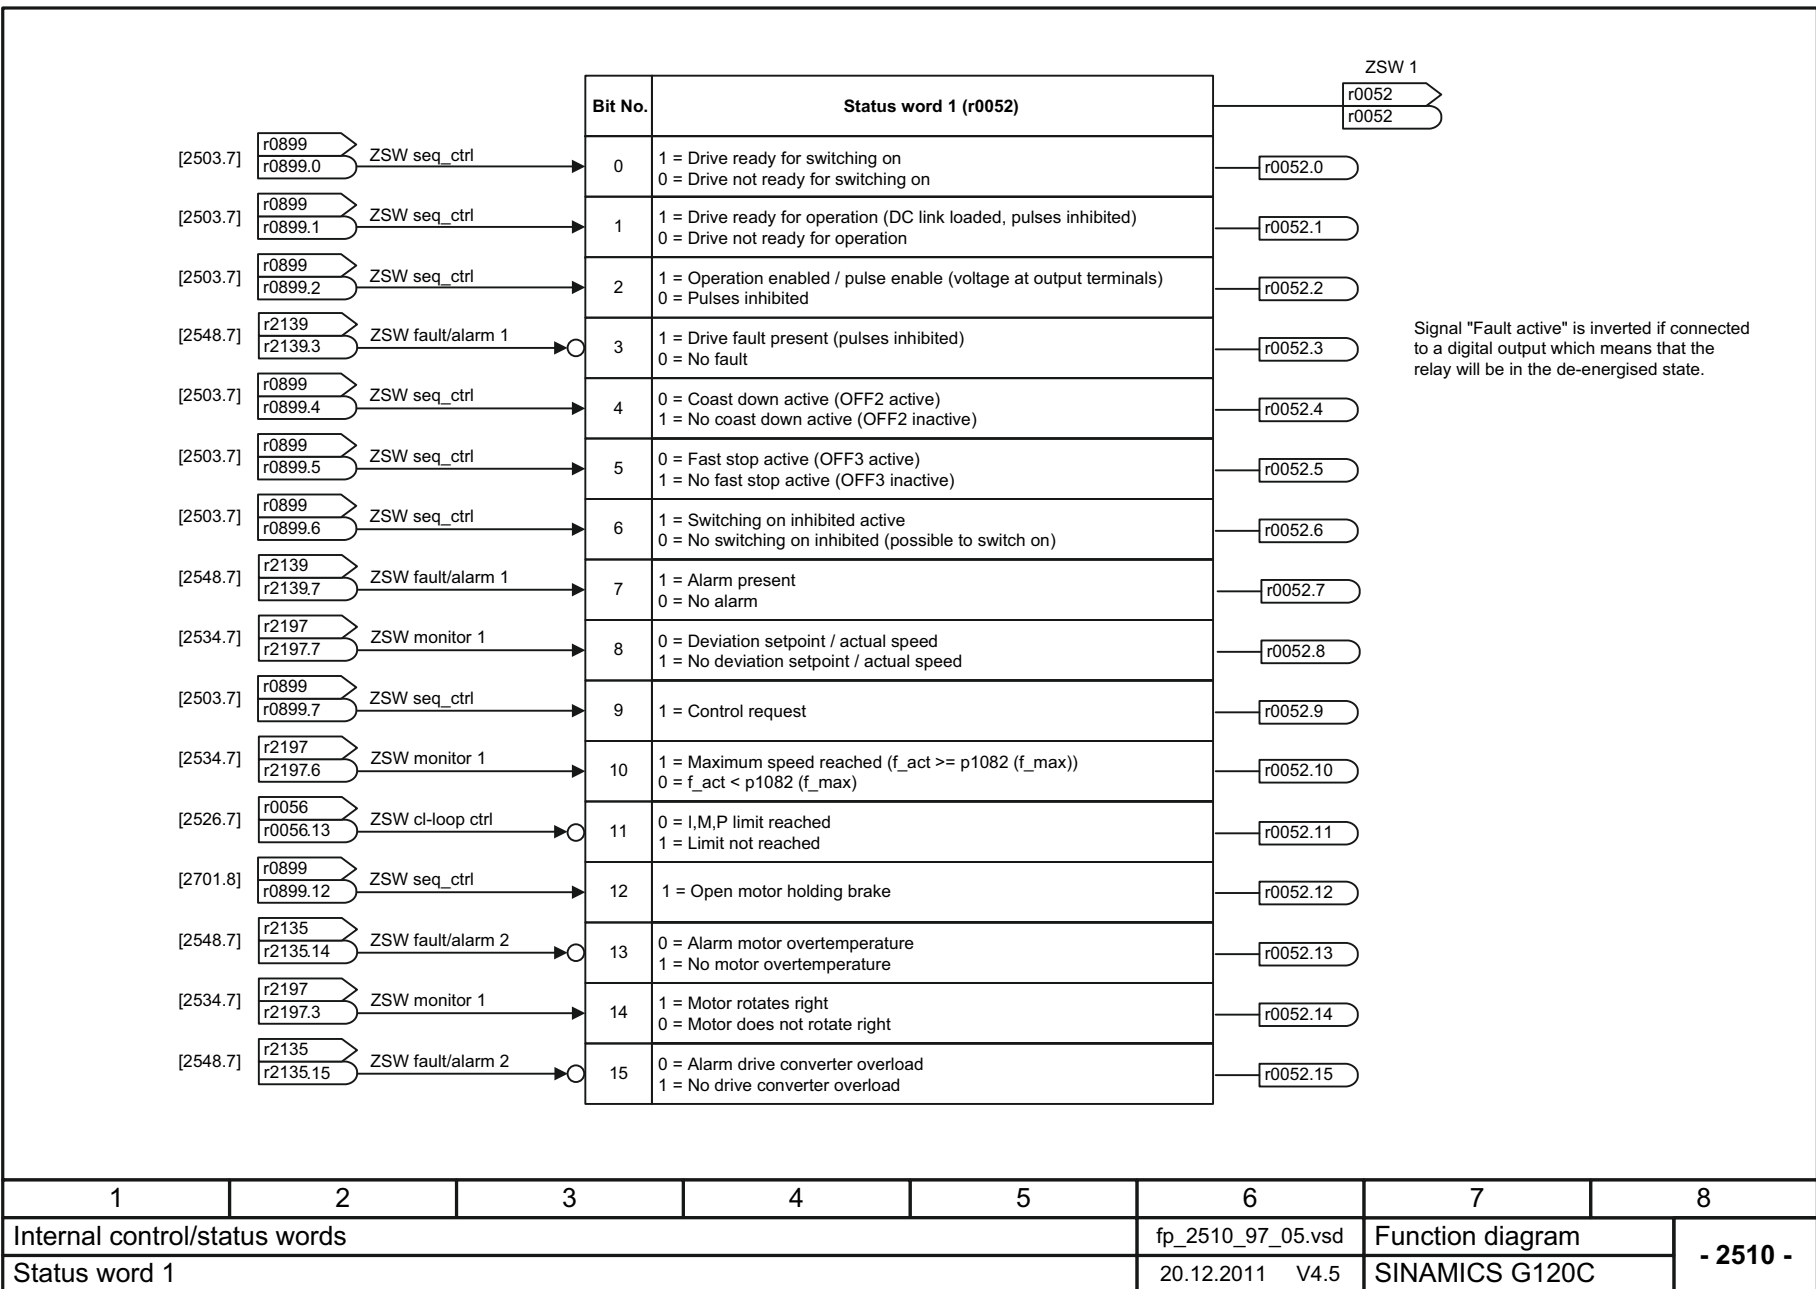 ZSW 1
r0052
r0052
Bit No. Status word 1 (r0052)
[2503.7] r0899 r0899.0 ZSW seq_ctrl 0 1 = Drive ready for switching on
0 = Drive not ready for switching on r0052.0
[2503.7] r0899 r0899.1 ZSW seq_ctrl 1 1 = Drive ready for operation (DC link loaded, pulses inhibited)
0 = Drive not ready for operation r0052.1
[2503.7] r0899 r0899.2 ZSW seq_ctrl 2 1 = Operation enabled / pulse enable (voltage at output terminals)
0 = Pulses inhibited r0052.2
[2548.7] r2139 r2139.3 ZSW fault/alarm 1 3 1 = Drive fault present (pulses inhibited)
0 = No fault r0052.3
Signal "Fault active" is inverted if connected
to a digital output which means that the
relay will be in the de-energised state.
[2503.7] r0899 r0899.4 ZSW seq_ctrl 4 0 = Coast down active (OFF2 active)
1 = No coast down active (OFF2 inactive) r0052.4
[2503.7] r0899 r0899.5 ZSW seq_ctrl 5 0 = Fast stop active (OFF3 active)
1 = No fast stop active (OFF3 inactive) r0052.5
[2503.7] r0899 r0899.6 ZSW seq_ctrl 6 1 = Switching on inhibited active
0 = No switching on inhibited (possible to switch on) r0052.6
[2548.7] r2139 r2139.7 ZSW fault/alarm 1 7 1 = Alarm present
0 = No alarm r0052.7
[2534.7] r2197 r2197.7 ZSW monitor 1 8 0 = Deviation setpoint / actual speed
1 = No deviation setpoint / actual speed r0052.8
[2503.7] r0899 r0899.7 ZSW seq_ctrl 9 1 = Control request r0052.9
[2534.7] r2197 r2197.6 ZSW monitor 1 10 1 = Maximum speed reached (f_act >= p1082 (f_max))
0 = f_act < p1082 (f_max) r0052.10
[2526.7] r0056 r0056.13 ZSW cl-loop ctrl 11 0 = I,M,P limit reached
1 = Limit not reached r0052.11
[2701.8] r0899 r0899.12 ZSW seq_ctrl 12 1 = Open motor holding brake r0052.12
[2548.7] r2135 r2135.14 ZSW fault/alarm 2 13 0 = Alarm motor overtemperature
1 = No motor overtemperature r0052.13
[2534.7] r2197 r2197.3 ZSW monitor 1 14 1 = Motor rotates right
0 = Motor does not rotate right r0052.14
[2548.7] r2135 r2135.15 ZSW fault/alarm 2 15 0 = Alarm drive converter overload
1 = No drive converter overload r0052.15
1 2 3 4 5 6 7 8
Internal control/status words fp_2510_97_05.vsd Function diagram - 2510 -
Status word 1 20.12.2011 V4.5 SINAMICS G120C